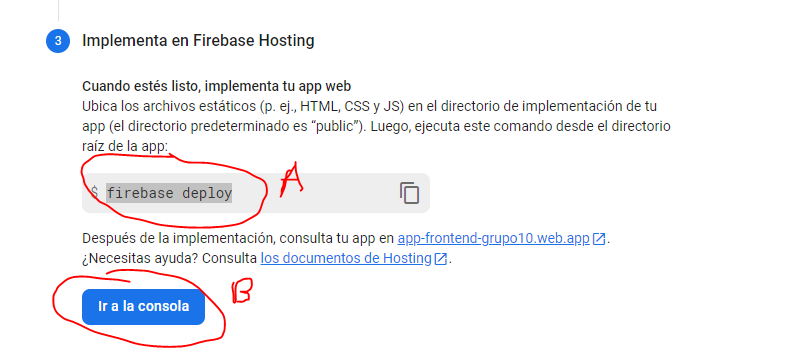 3 Implementa en Firebase Hosting
Cuando estés listo, implementa tu app web
Ubica los archivos estáticos (p. ej., HTML, CSS y JS) en el directorio de implementación de tu
app (el directorio predeterminado es “public”). Luego, ejecuta este comando desde el directorio
raíz de la app:
A
$ firebase deploy
Después de la implementación, consulta tu app en app-frontend-grupo10.web.app.
¿Necesitas ayuda? Consulta los documentos de Hosting.
B
Ir a la consola